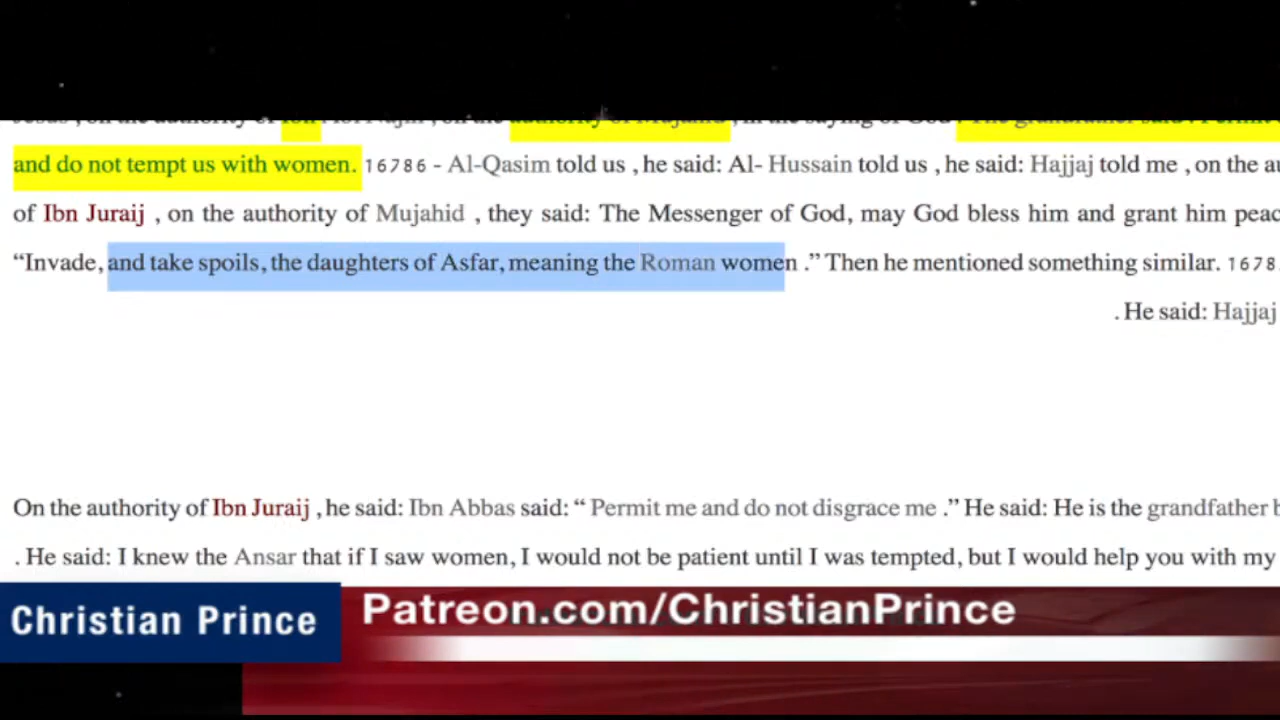 and do not tempt us with women. 16786 - Al-Qasim told us , he said: Al- Hussain told us , he said: Hajjaj told me , on the
of Ibn Juraij , on the authority of Mujahid , they said: The Messenger of God, may God bless him and grant him
“Invade, and take spoils, the daughters of Asfar, meaning the Roman women .” Then he mentioned something similar. 1678
. He said: Hajjaj
On the authority of Ibn Juraij , he said: Ibn Abbas said: “ Permit me and do not disgrace me .” He said: He is the grandfather
. He said: I knew the Ansar that if I saw women, I would not be patient until I was tempted, but I would help you with my
Christian Prince
Patreon.com/ChristianPrince